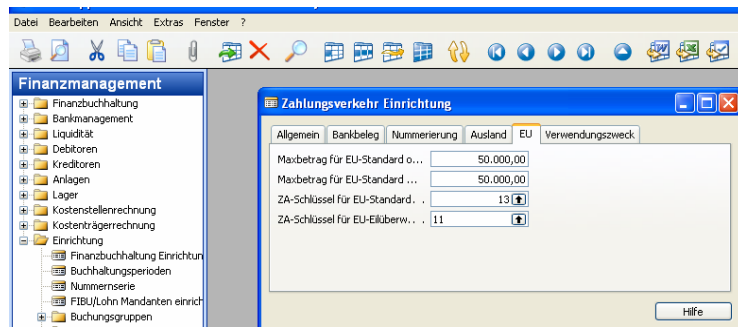 Datei Bearbeiten Ansicht Extras Fenster ?
Finanzmanagement
Finanzbuchhaltung
Bankmanagement
Liquidität
Debitoren
Kreditoren
Anlagen
Lager
Kostenstellenrechnung
Kostenträgerrechnung
Einrichtung
Finanzbuchhaltung Einrichtun
Buchhaltungsperioden
Nummernserie
FIBU/Lohn Mandanten einrich
Buchungsgruppen
Zahlungsverkehr Einrichtung
Allgemein Bankbeleg Nummerierung Ausland EU Verwendungszweck
Maxbetrag für EU-Standard o... 50.000,00
Maxbetrag für EU-Standard ... 50.000,00
ZA-Schlüssel für EU-Standard. . 13
ZA-Schlüssel für EU-Eilüberw. . . 11
Hilfe